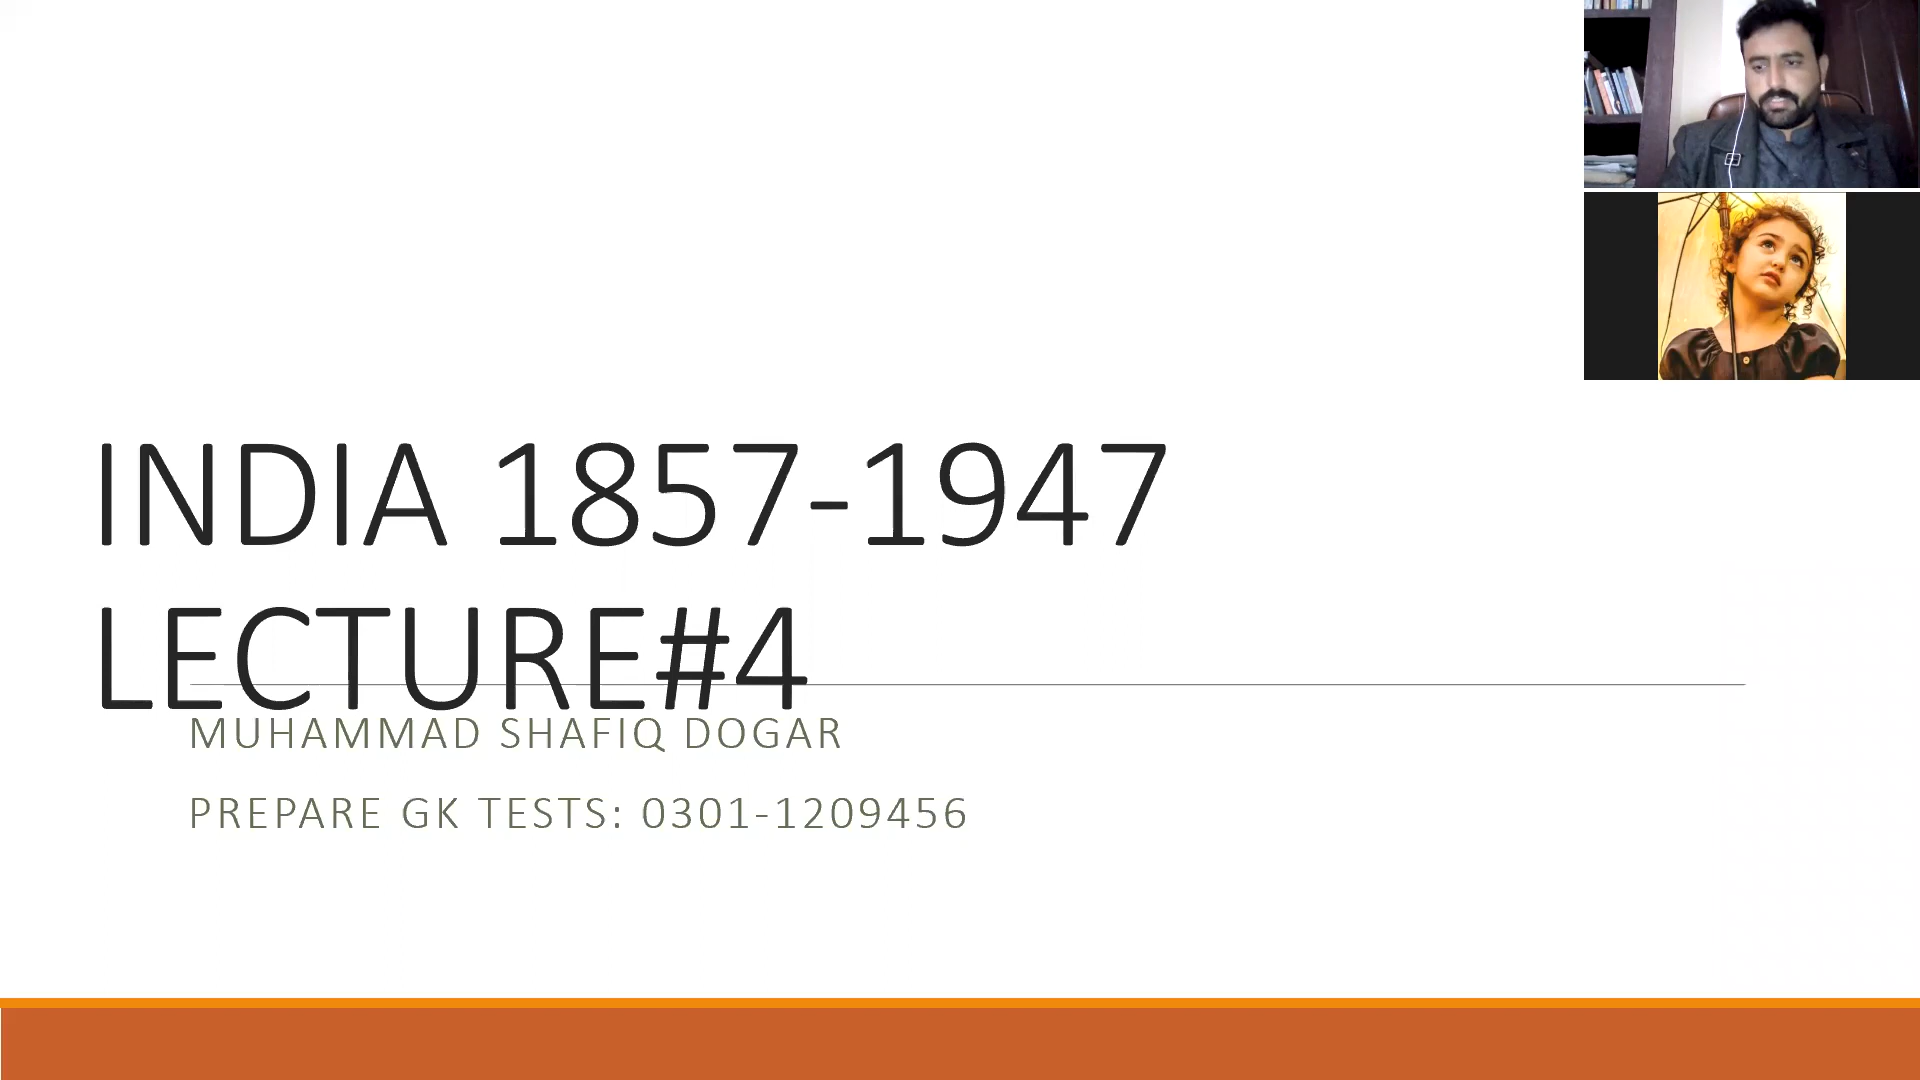 INDIA 1857-1947
LECTURE#4
MUHAMMAD SHAFIQ DOGAR
PREPARE GK TESTS: 0301-1209456